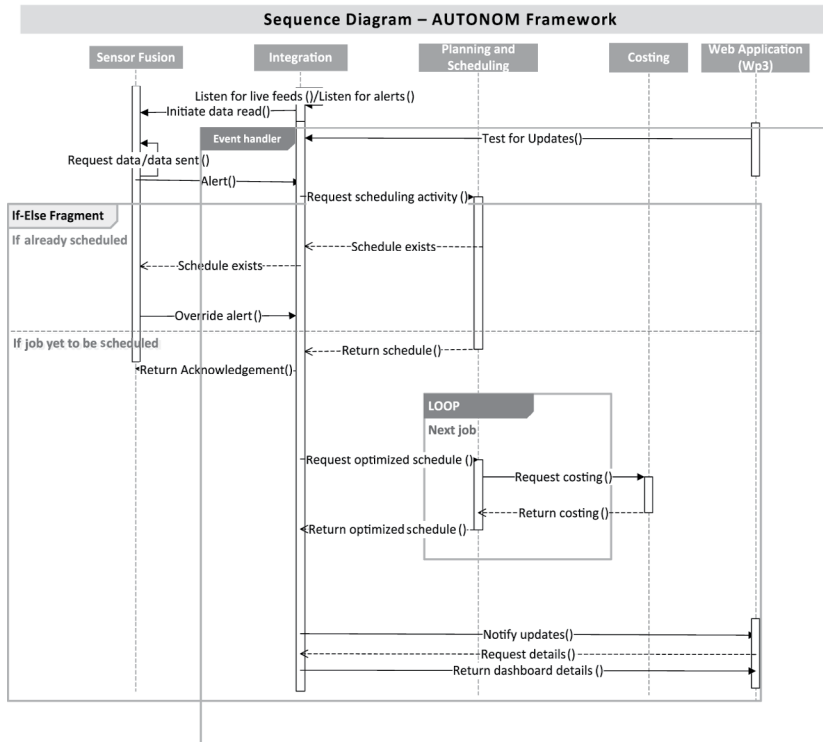 Sequence Diagram – AUTONOM Framework
Sensor Fusion
Integration
Planning and
Scheduling
Costing
Web Application
(Wp3)
Listen for live feeds ()/Listen for alerts()
Initiate data read()
Event handler
Test for Updates()
Request data/data sent()
Alert()
Request scheduling activity ()
If-Else Fragment
If already scheduled
Schedule exists
Schedule exists
Override alert()
If job yet to be scheduled
Return schedule()
Return Acknowledgement()
LOOP
Next job
Request optimized schedule ()
Request costing ()
Return costing ()
Return optimized schedule ()
Notify updates()
Request details()
Return dashboard details ()